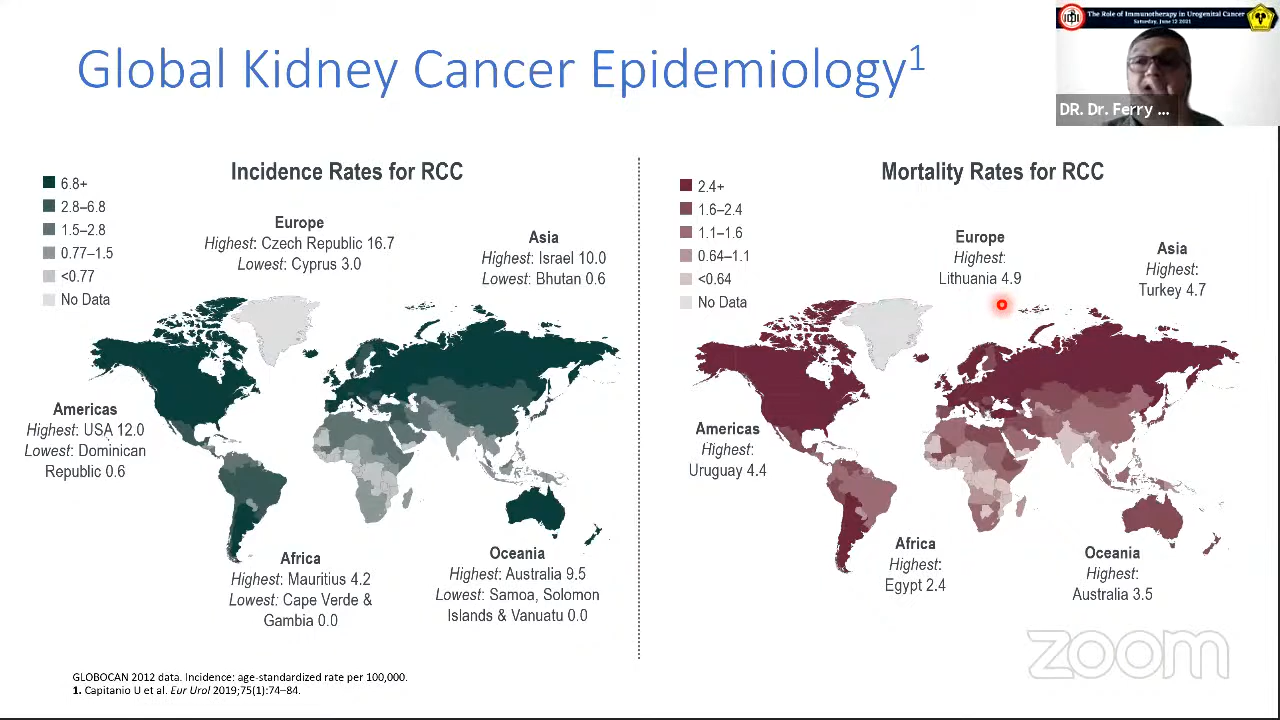 Global Kidney Cancer Epidemiology1
The Role of Immunotherapy in Urogenital Cancer
Saturday, June 12 2021
DR. Dr. Ferry ...
Incidence Rates for RCC
6.8+
2.8–6.8
1.5–2.8
0.77–1.5
<0.77
No Data
Europe
Highest: Czech Republic 16.7
Lowest: Cyprus 3.0
Asia
Highest: Israel 10.0
Lowest: Bhutan 0.6
Americas
Highest: USA 12.0
Lowest: Dominican
Republic 0.6
Africa
Highest: Mauritius 4.2
Lowest: Cape Verde &
Gambia 0.0
Oceania
Highest: Australia 9.5
Lowest: Samoa, Solomon
Islands & Vanuatu 0.0
Mortality Rates for RCC
2.4+
1.6–2.4
1.1–1.6
0.64–1.1
<0.64
No Data
Europe
Highest:
Lithuania 4.9
Asia
Highest:
Turkey 4.7
Americas
Highest:
Uruguay 4.4
Africa
Highest:
Egypt 2.4
Oceania
Highest:
Australia 3.5
zoom
GLOBOCAN 2012 data. Incidence: age-standardized rate per 100,000.
1. Capitanio U et al. Eur Urol 2019;75(1):74–84.